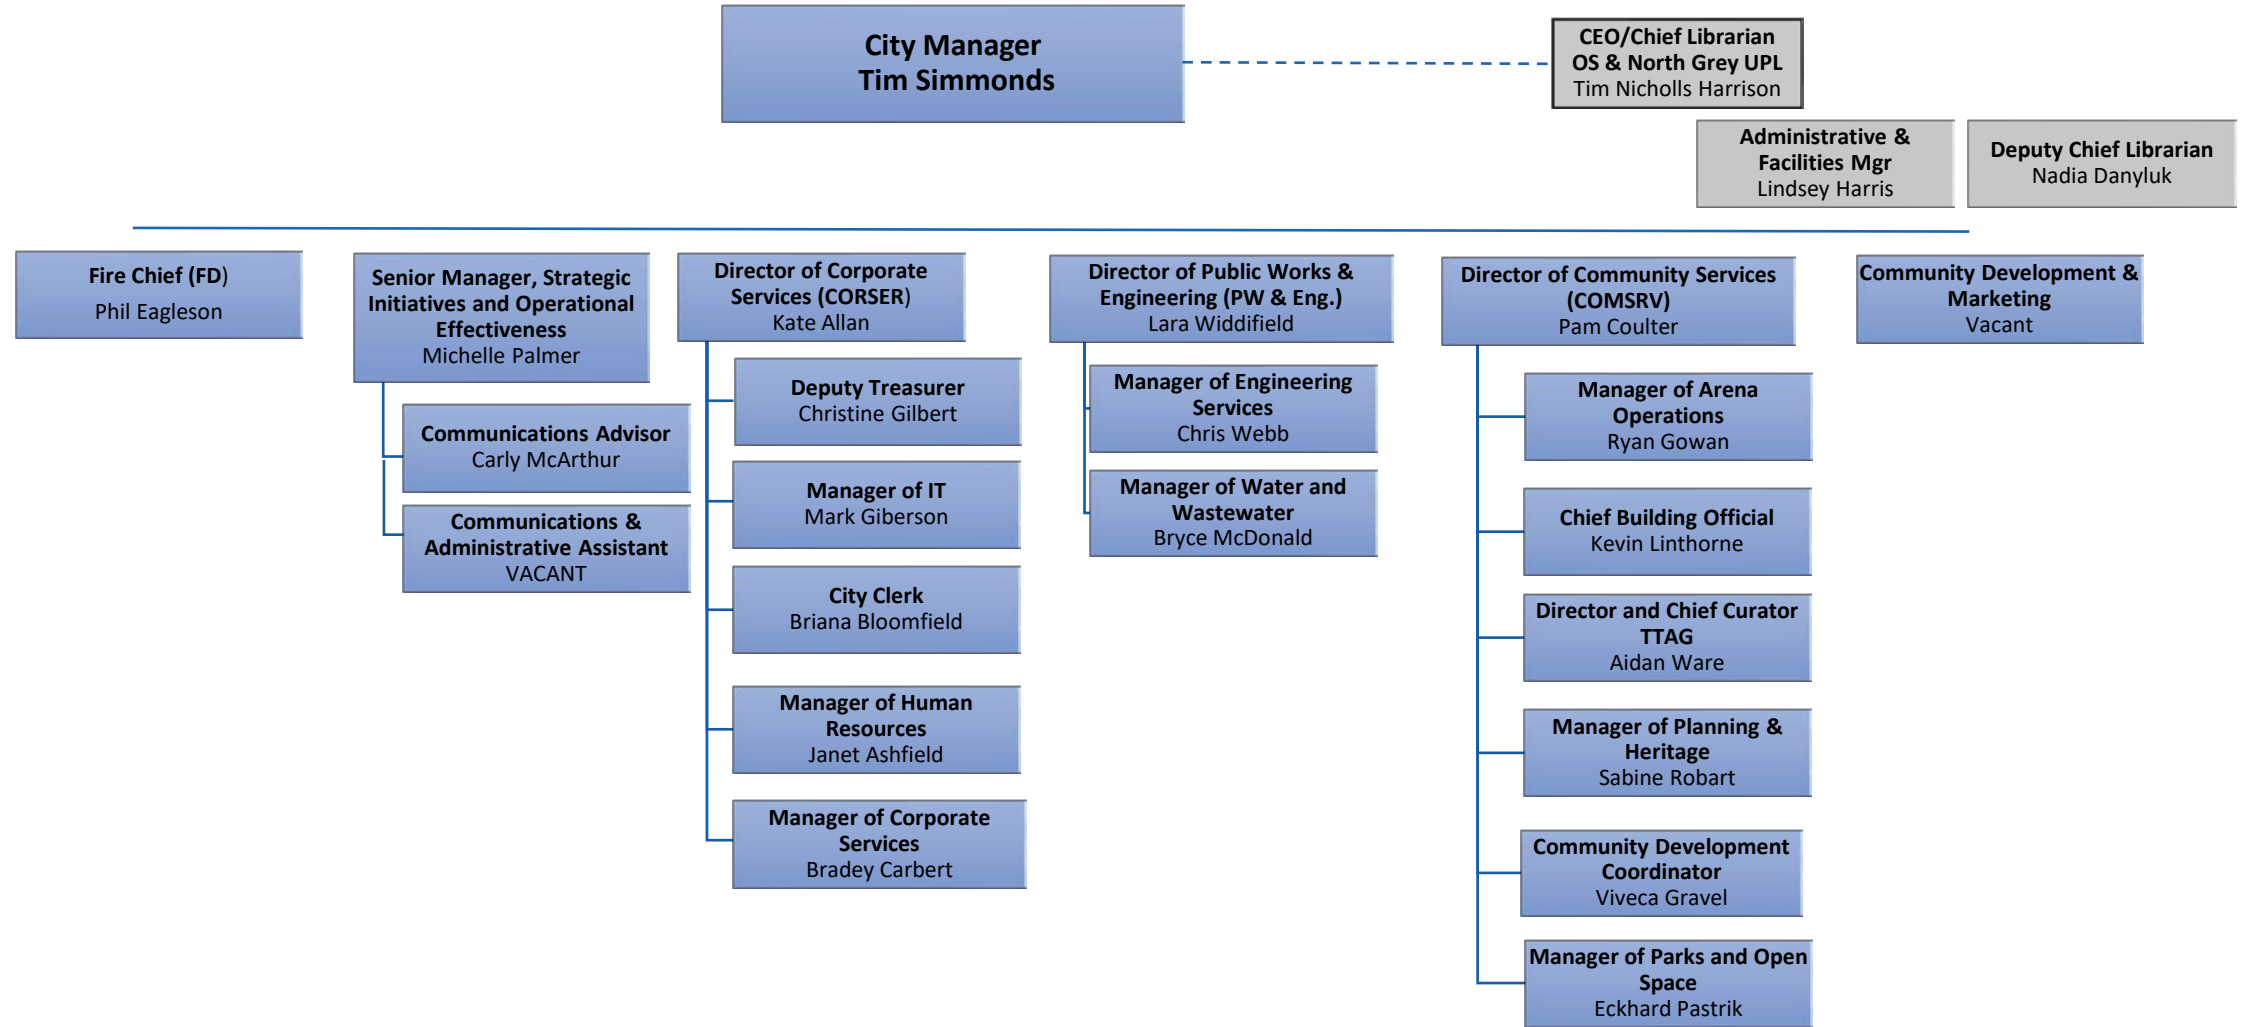 City Manager
Tim Simmonds
CEO/Chief Librarian
OS & North Grey UPL
Tim Nicholls Harrison
Administrative &
Facilities Mgr
Lindsey Harris
Deputy Chief Librarian
Nadia Danyluk
Fire Chief (FD)
Phil Eagleson
Senior Manager, Strategic
Initiatives and Operational
Effectiveness
Michelle Palmer
Communications Advisor
Carly McArthur
Communications &
Administrative Assistant
VACANT
Director of Corporate
Services (CORSER)
Kate Allan
Deputy Treasurer
Christine Gilbert
Manager of IT
Mark Giberson
City Clerk
Briana Bloomfield
Manager of Human
Resources
Janet Ashfield
Manager of Corporate
Services
Bradey Carbert
Director of Public Works &
Engineering (PW & Eng.)
Lara Widdifield
Manager of Engineering
Services
Chris Webb
Manager of Water and
Wastewater
Bryce McDonald
Director of Community Services
(COMSRV)
Pam Coulter
Manager of Arena
Operations
Ryan Gowan
Chief Building Official
Kevin Linthorne
Director and Chief Curator
TTAG
Aidan Ware
Manager of Planning &
Heritage
Sabine Robart
Community Development
Coordinator
Viveca Gravel
Manager of Parks and Open
Space
Eckhard Pastrik
Community Development &
Marketing
Vacant